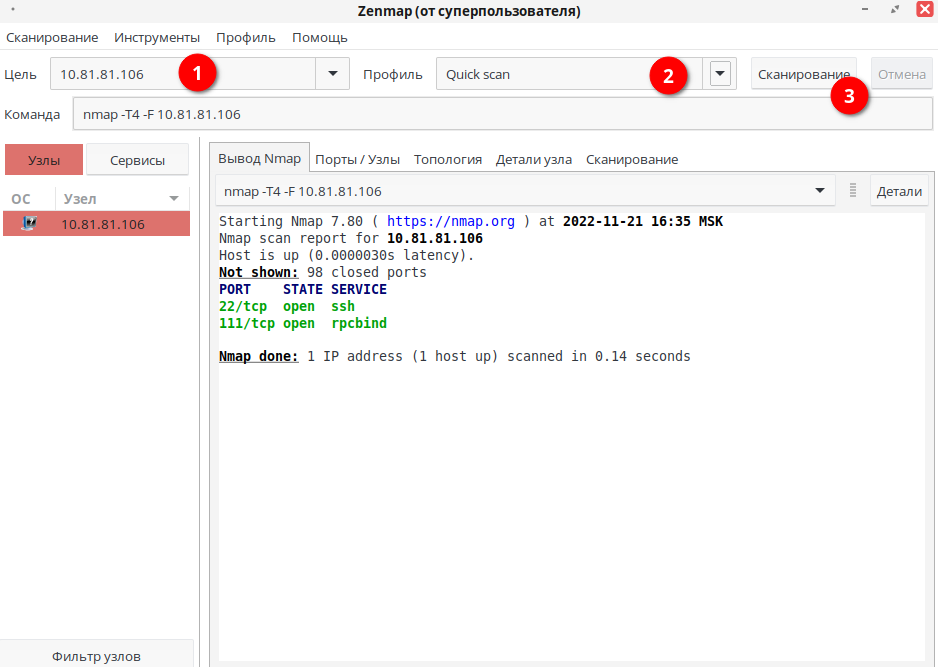 Zenmap (от суперпользователя)
Сканирование Инструменты Профиль Помощь
Цель 10.81.81.106 1 Профиль Quick scan 2 Сканирование 3 Отмена
Команда nmap -T4 -F 10.81.81.106
Узлы Сервисы
ОС Узел
10.81.81.106
Фильтр узлов
Вывод Nmap Порты / Узлы Топология Детали узла Сканирование
nmap -T4 -F 10.81.81.106 Детали
Starting Nmap 7.80 ( https://nmap.org ) at 2022-11-21 16:35 MSK
Nmap scan report for 10.81.81.106
Host is up (0.0000030s latency).
Not shown: 98 closed ports
PORT STATE SERVICE
22/tcp open ssh
111/tcp open rpcbind
Nmap done: 1 IP address (1 host up) scanned in 0.14 seconds